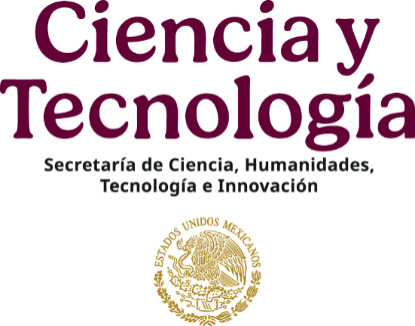 Ciencia y
Tecnología
Secretaría de Ciencia, Humanidades,
Tecnología e Innovación
ESTADOS UNIDOS MEXICANOS